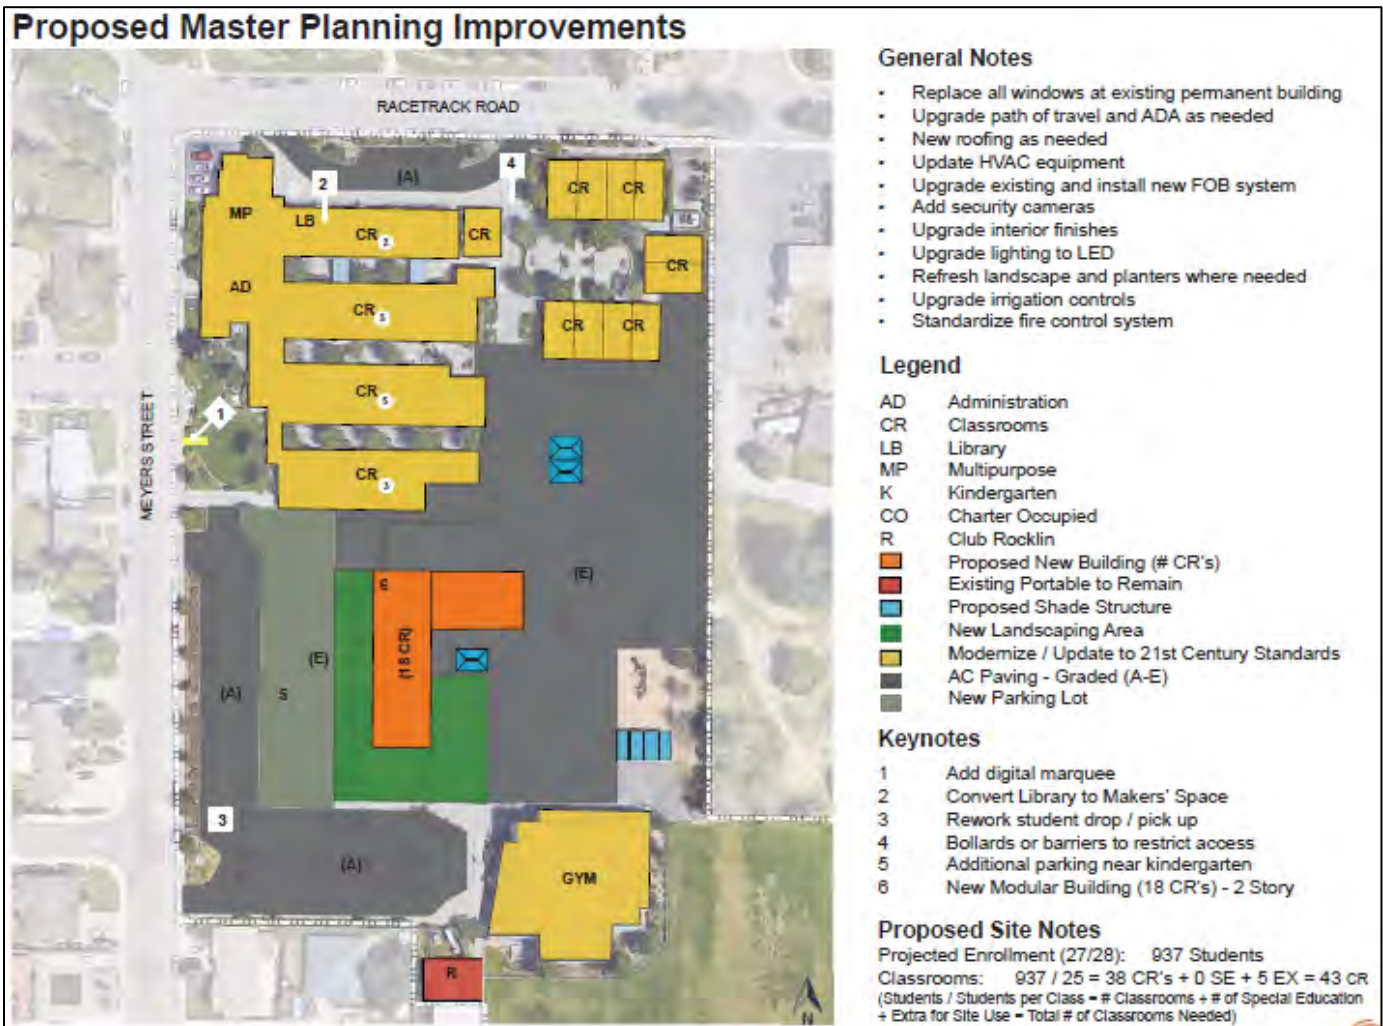 Proposed Master Planning Improvements
RACETRACK ROAD
MEYERS STREET
(A)
4
2
CR
CR
MP
LB
CR
CR
CR
AD
CR
3
CR
CR
1
CR
5
CR
3
(E)
6
(18 CR)
(E)
(A)
5
3
(A)
GYM
R
N
General Notes
• Replace all windows at existing permanent building
• Upgrade path of travel and ADA as needed
• New roofing as needed
• Update HVAC equipment
• Upgrade existing and install new FOB system
• Add security cameras
• Upgrade interior finishes
• Upgrade lighting to LED
• Refresh landscape and planters where needed
• Upgrade irrigation controls
• Standardize fire control system
Legend
AD Administration
CR Classrooms
LB Library
MP Multipurpose
K Kindergarten
CO Charter Occupied
R Club Rocklin
Proposed New Building (# CR's)
Existing Portable to Remain
Proposed Shade Structure
New Landscaping Area
Modernize / Update to 21st Century Standards
AC Paving - Graded (A-E)
New Parking Lot
Keynotes
1 Add digital marquee
2 Convert Library to Makers' Space
3 Rework student drop / pick up
4 Bollards or barriers to restrict access
5 Additional parking near kindergarten
6 New Modular Building (18 CR's) - 2 Story
Proposed Site Notes
Projected Enrollment (27/28): 937 Students
Classrooms: 937 / 25 = 38 CR's + 0 SE + 5 EX = 43 CR
(Students / Students per Class = # Classrooms + # of Special Education
+ Extra for Site Use = Total # of Classrooms Needed)